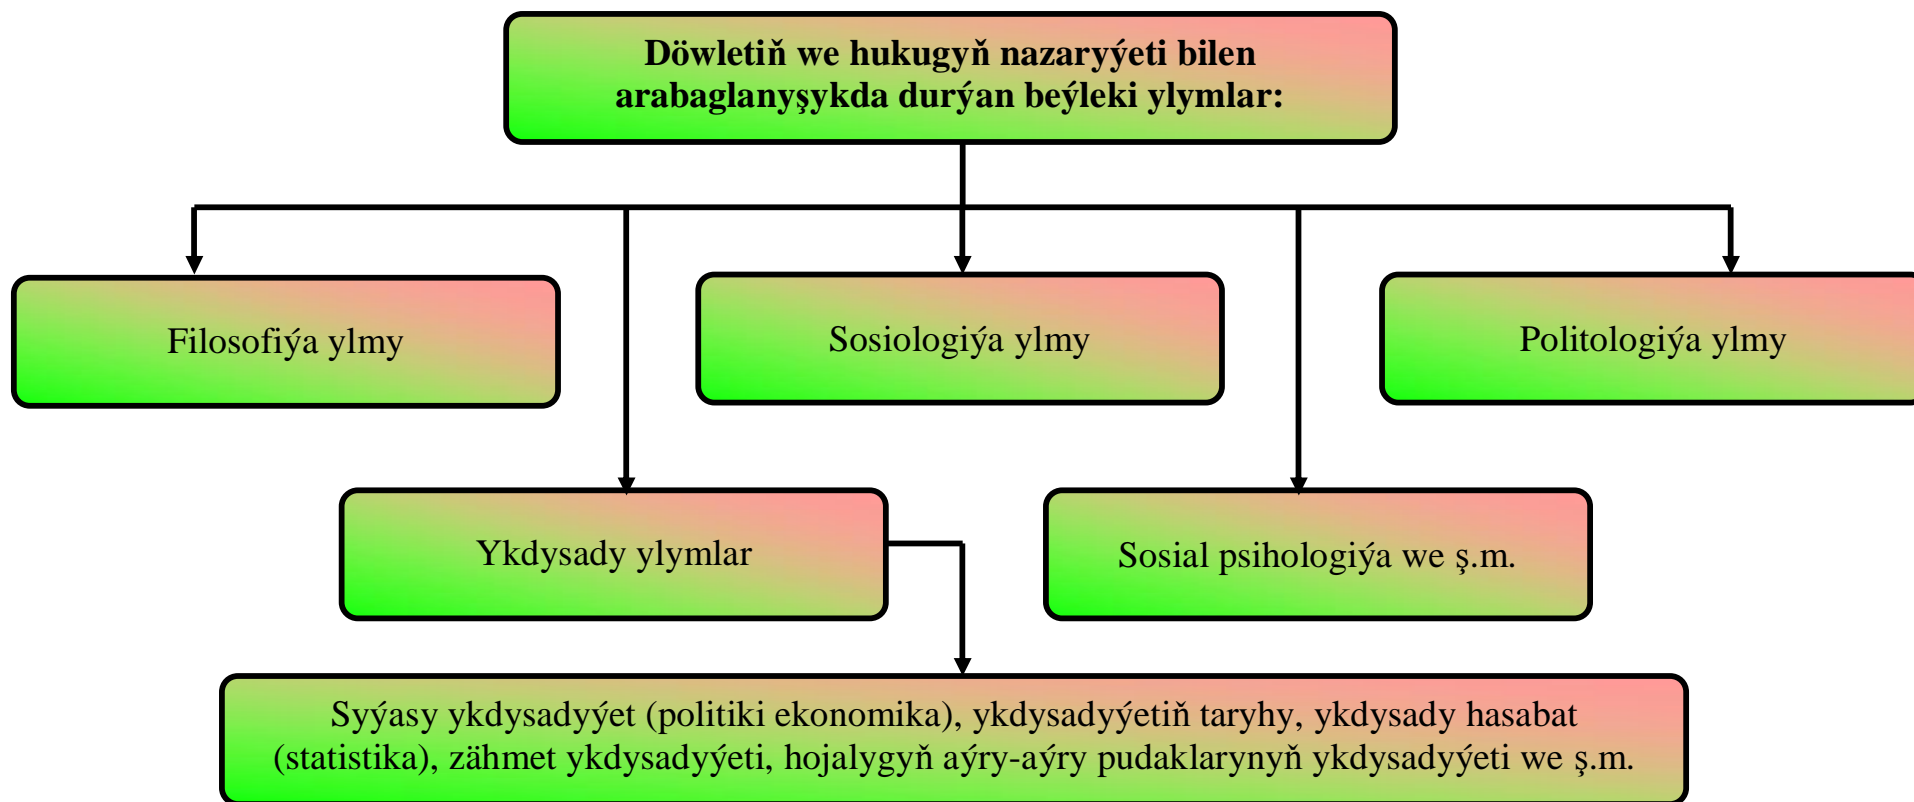 Döwletiň we hukugyň nazaryýeti bilen
arabaglanyşykda durýan beýleki ylymlar:
Filosofiýa ylmy
Sosiologiýa ylmy
Politologiýa ylmy
Ykdysady ylymlar
Sosial psihologiýa we ş.m.
Syýasy ykdysadyýet (politiki ekonomika), ykdysadyýetiň taryhy, ykdysady hasabat
(statistika), zähmet ykdysadyýeti, hojalygyň aýry-aýry pudaklarynyň ykdysadyýeti we ş.m.